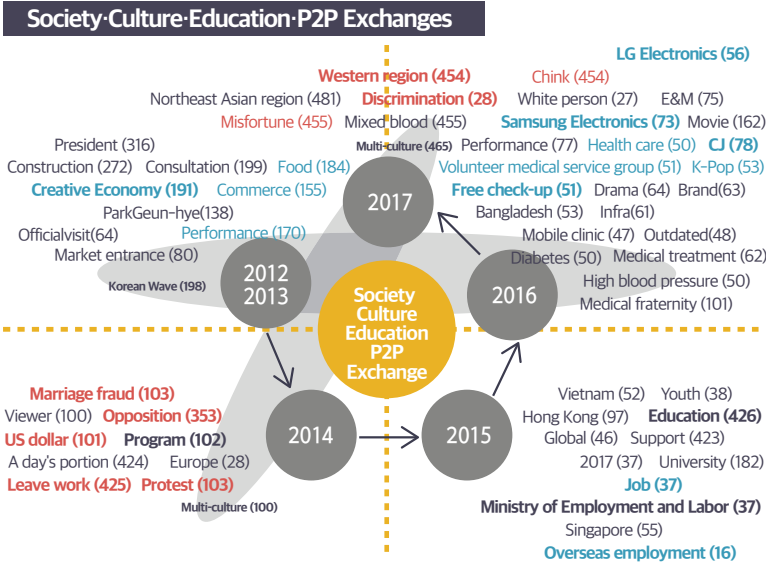 Society·Culture·Education·P2P Exchanges
LG Electronics (56)
Western region (454) Chink (454)
Northeast Asian region (481) Discrimination (28) White person (27) E&M (75)
Misfortune (455) Mixed blood (455) Samsung Electronics (73) Movie (162)
President (316) Multi-culture (465) Performance (77) Health care (50) CJ (78)
Construction (272) Consultation (199) Food (184) Volunteer medical service group (51) K-Pop (53)
Creative Economy (191) Commerce (155) 2017 Free check-up (51) Drama (64) Brand(63)
ParkGeun-hye(138) Bangladesh (53) Infra(61)
Officialvisit(64) Performance (170) Mobile clinic (47) Outdated(48)
Market entrance (80) Diabetes (50) Medical treatment (62)
Korean Wave (198) 2012 2016 High blood pressure (50)
2013 Medical fraternity (101)
Society
Culture
Education
P2P
Exchange
Marriage fraud (103) Vietnam (52) Youth (38)
Viewer (100) Opposition (353) Hong Kong (97) Education (426)
US dollar (101) Program (102) 2014 2015 Global (46) Support (423)
A day's portion (424) Europe (28) 2017 (37) University (182)
Leave work (425) Protest (103) Job (37)
Multi-culture (100) Ministry of Employment and Labor (37)
Singapore (55)
Overseas employment (16)